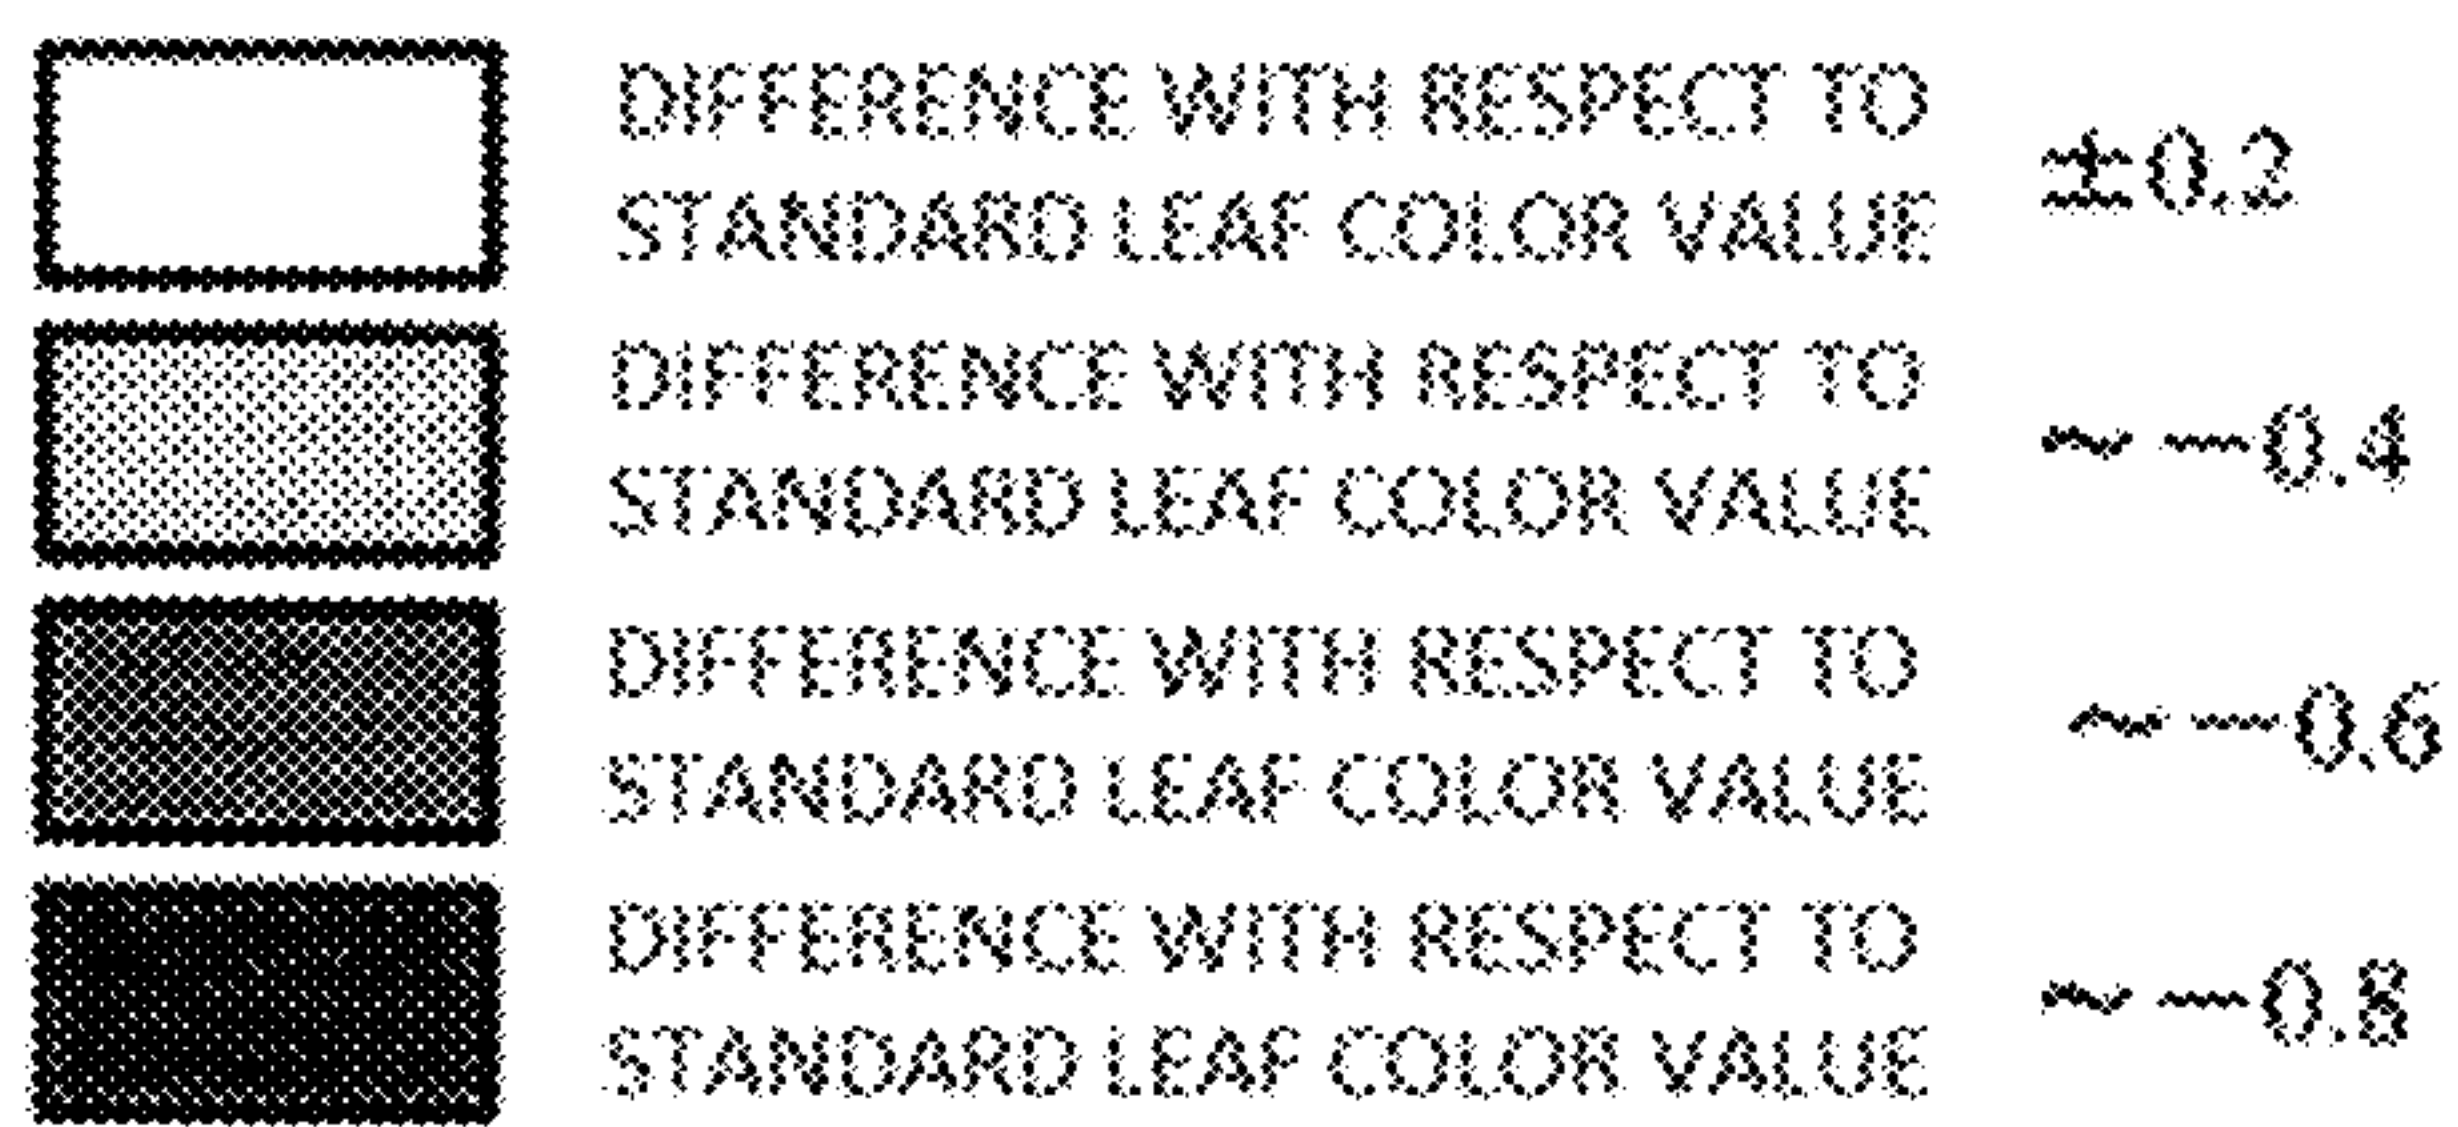 DIFFERENCE WITH RESPECT TO
STANDARD LEAF COLOR VALUE ±0.2
DIFFERENCE WITH RESPECT TO
STANDARD LEAF COLOR VALUE ~ −0.4
DIFFERENCE WITH RESPECT TO
STANDARD LEAF COLOR VALUE ~ −0.6
DIFFERENCE WITH RESPECT TO
STANDARD LEAF COLOR VALUE ~ −0.8